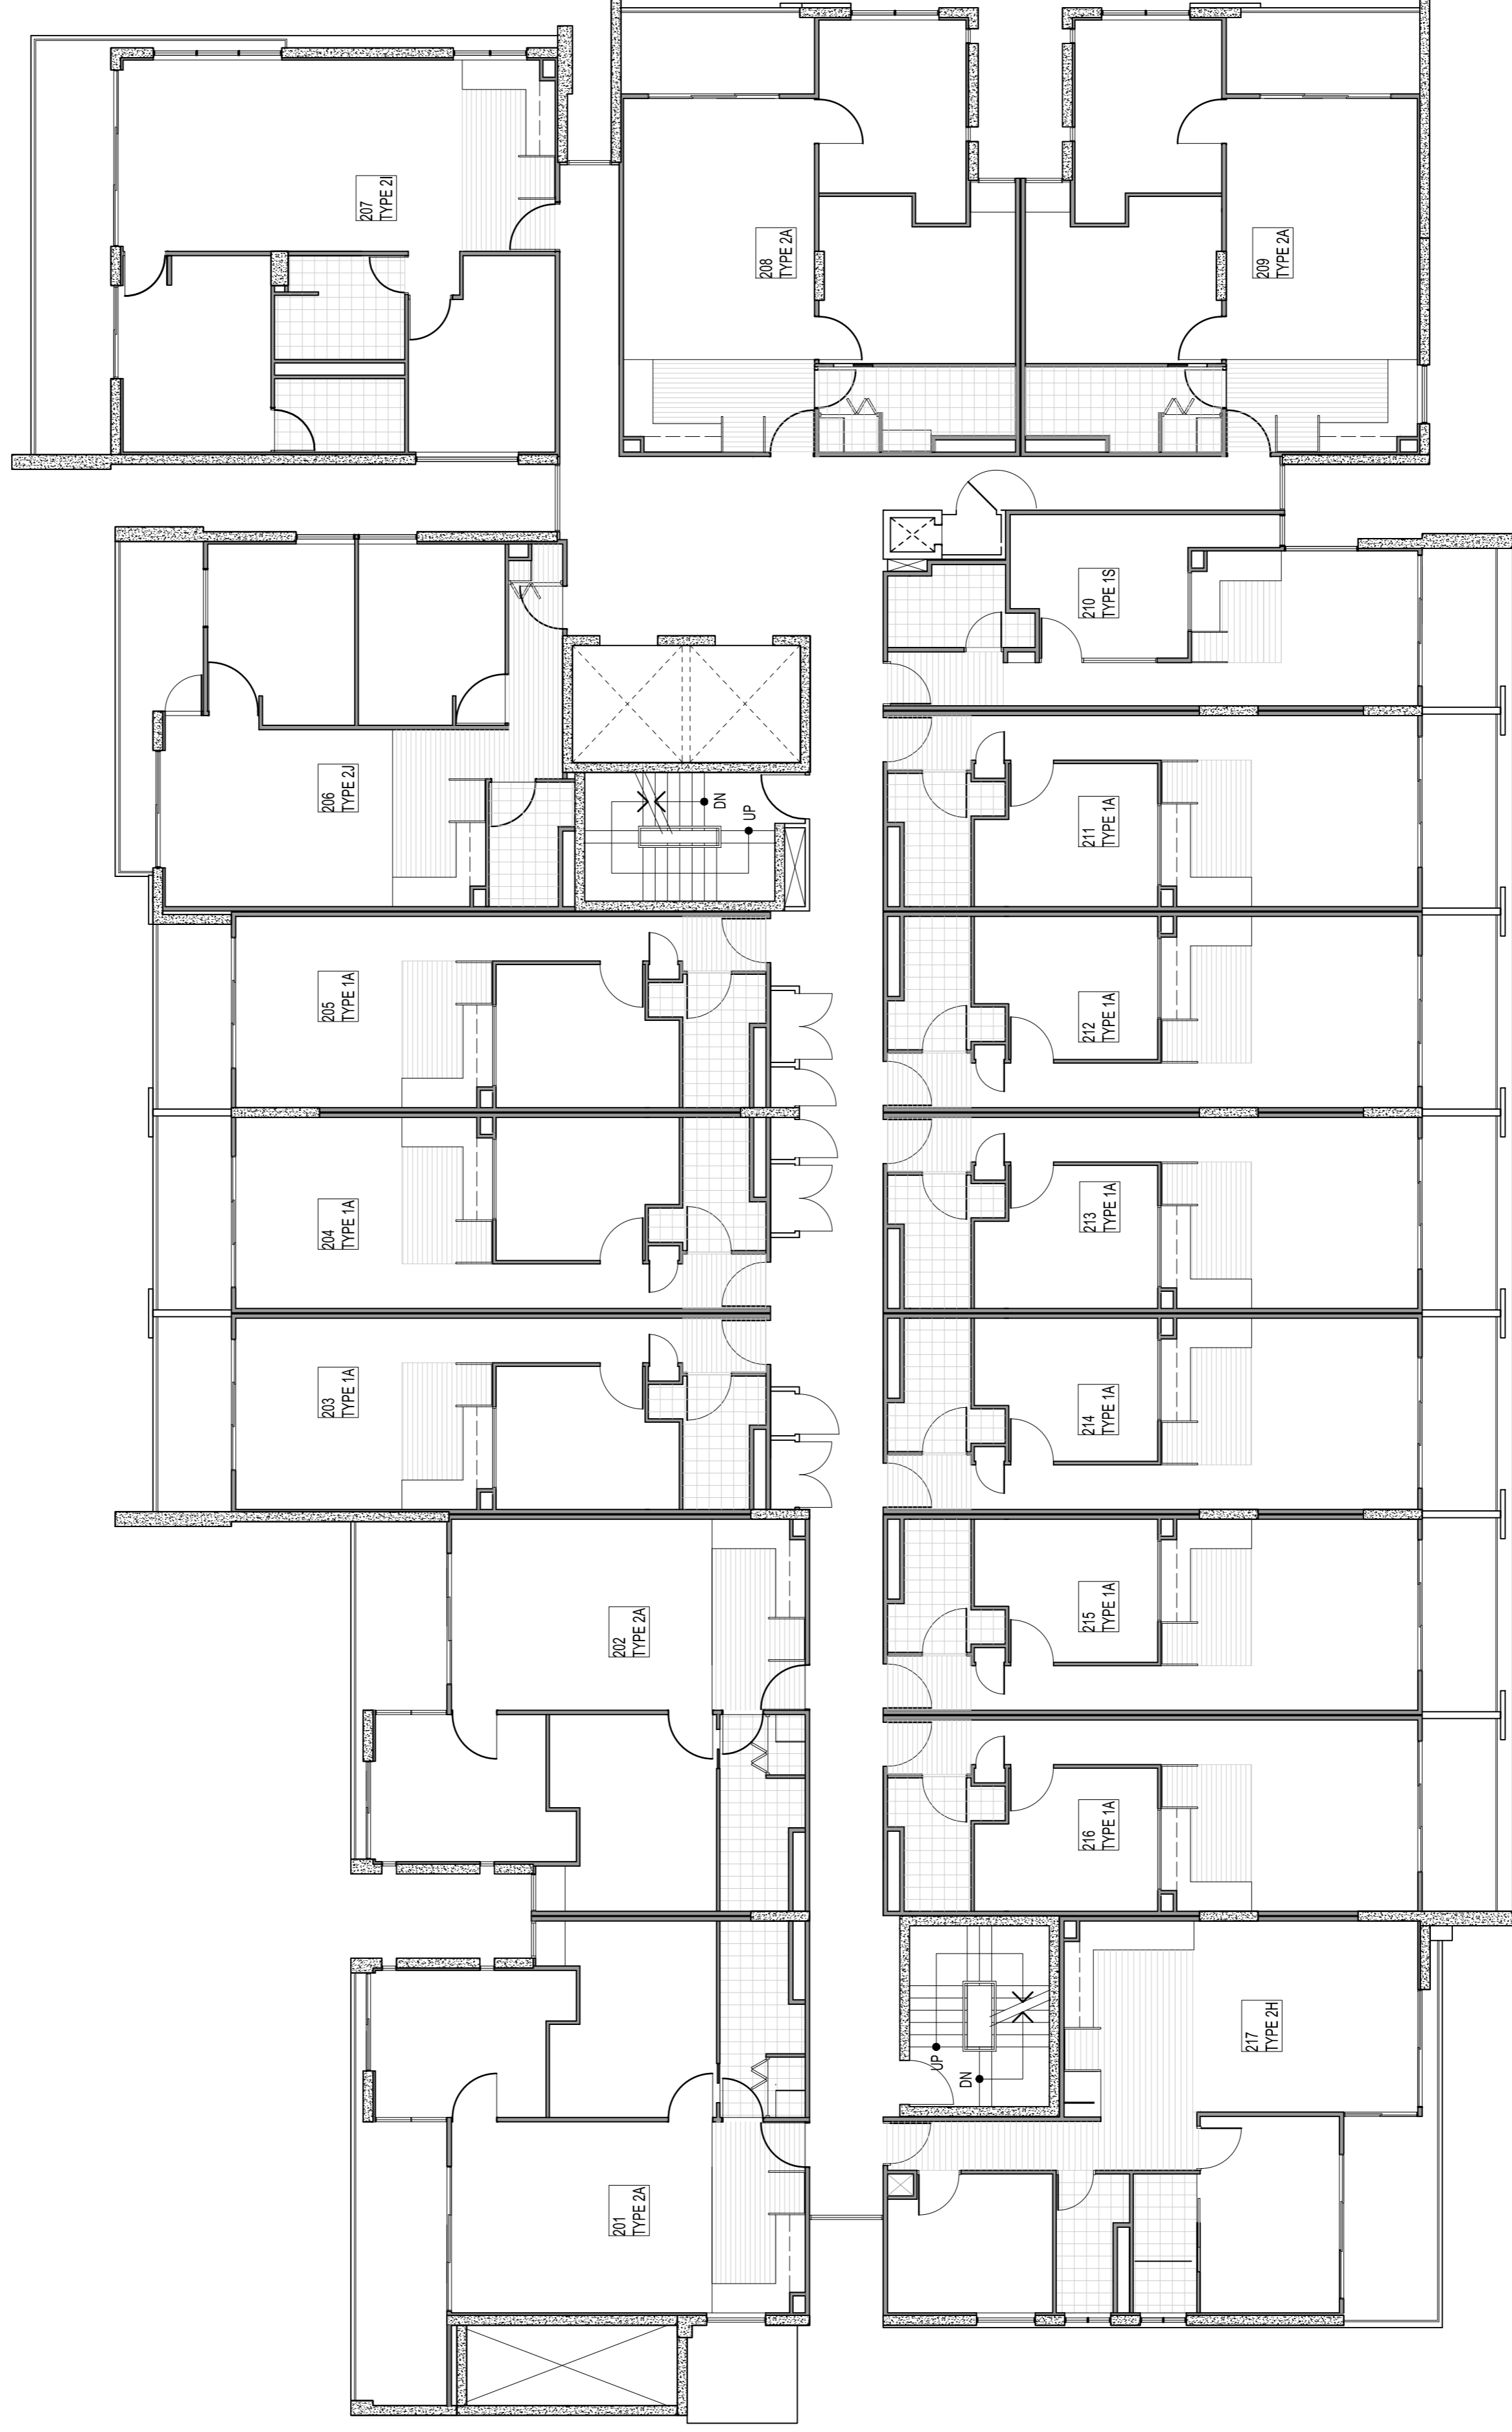 201
TYPE 2A
202
TYPE 2A
203
TYPE 1A
204
TYPE 1A
205
TYPE 1A
206
TYPE 2J
207
TYPE 2I
208
TYPE 2A
209
TYPE 2A
210
TYPE 1S
211
TYPE 1A
212
TYPE 1A
213
TYPE 1A
214
TYPE 1A
215
TYPE 1A
216
TYPE 1A
217
TYPE 2H
DN
UP
UP
DN